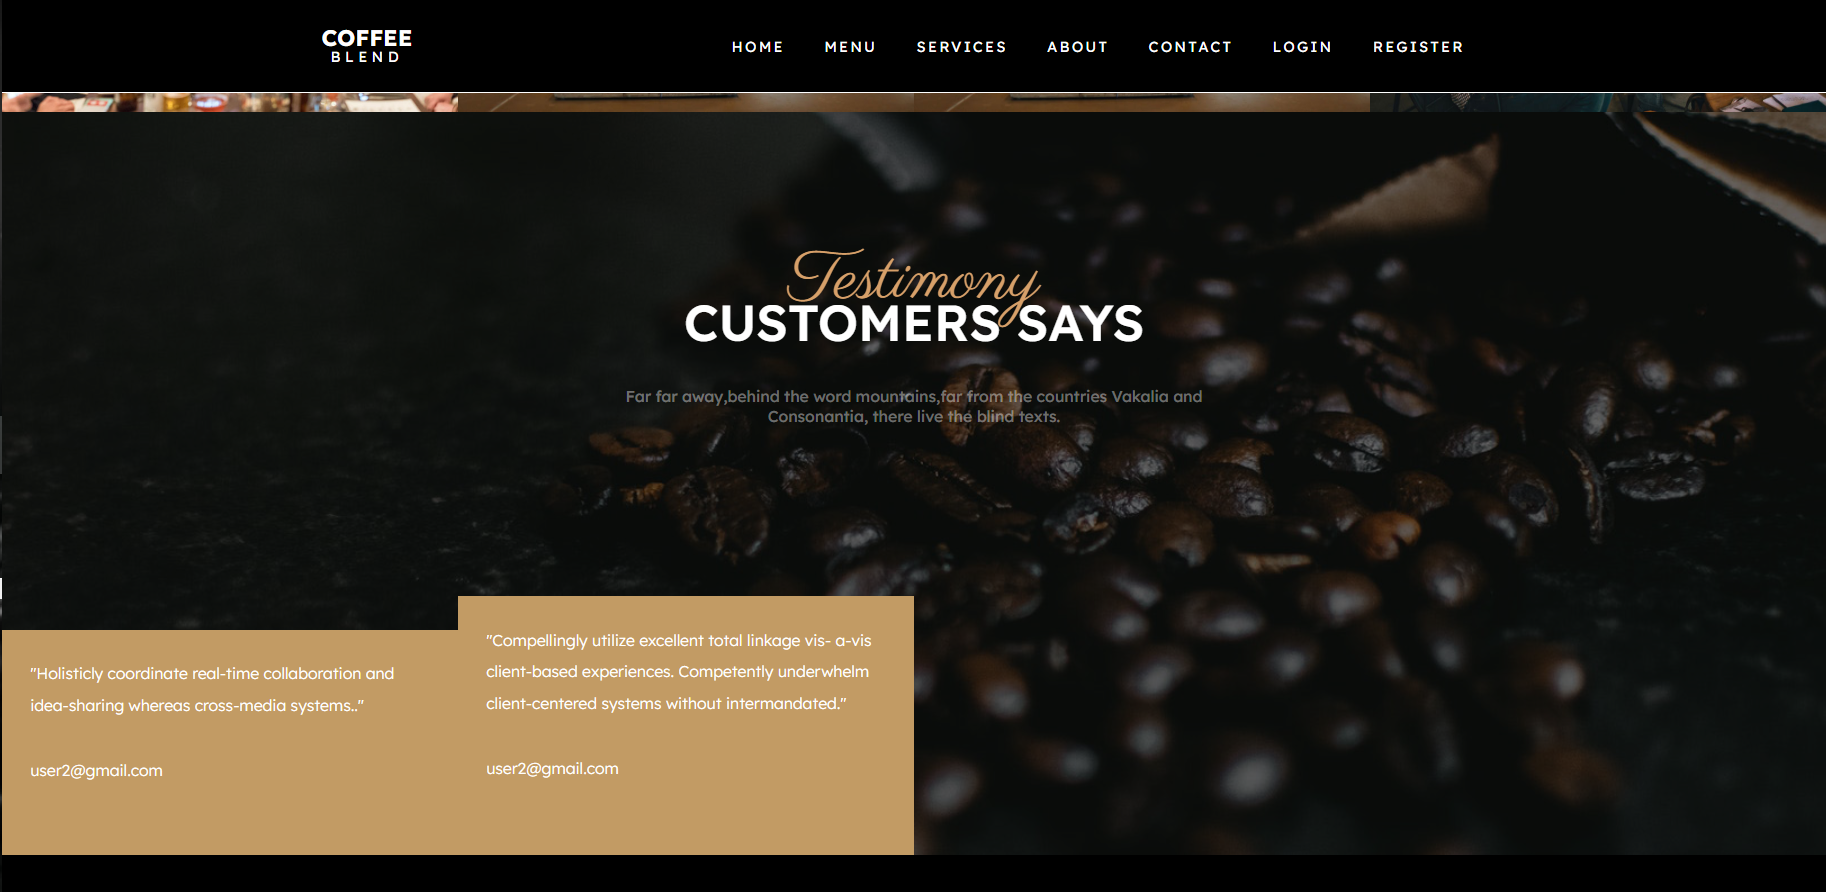 COFFEE
BLEND
HOME MENU SERVICES ABOUT CONTACT LOGIN REGISTER
Testimony
CUSTOMERS SAYS
Far far away,behind the word mountains,far from the countries Vakalia and
Consonantia, there live the blind texts.
"Holisticly coordinate real-time collaboration and
idea-sharing whereas cross-media systems.."
user2@gmail.com
"Compellingly utilize excellent total linkage vis- a-vis
client-based experiences. Competently underwhelm
client-centered systems without intermandated."
user2@gmail.com